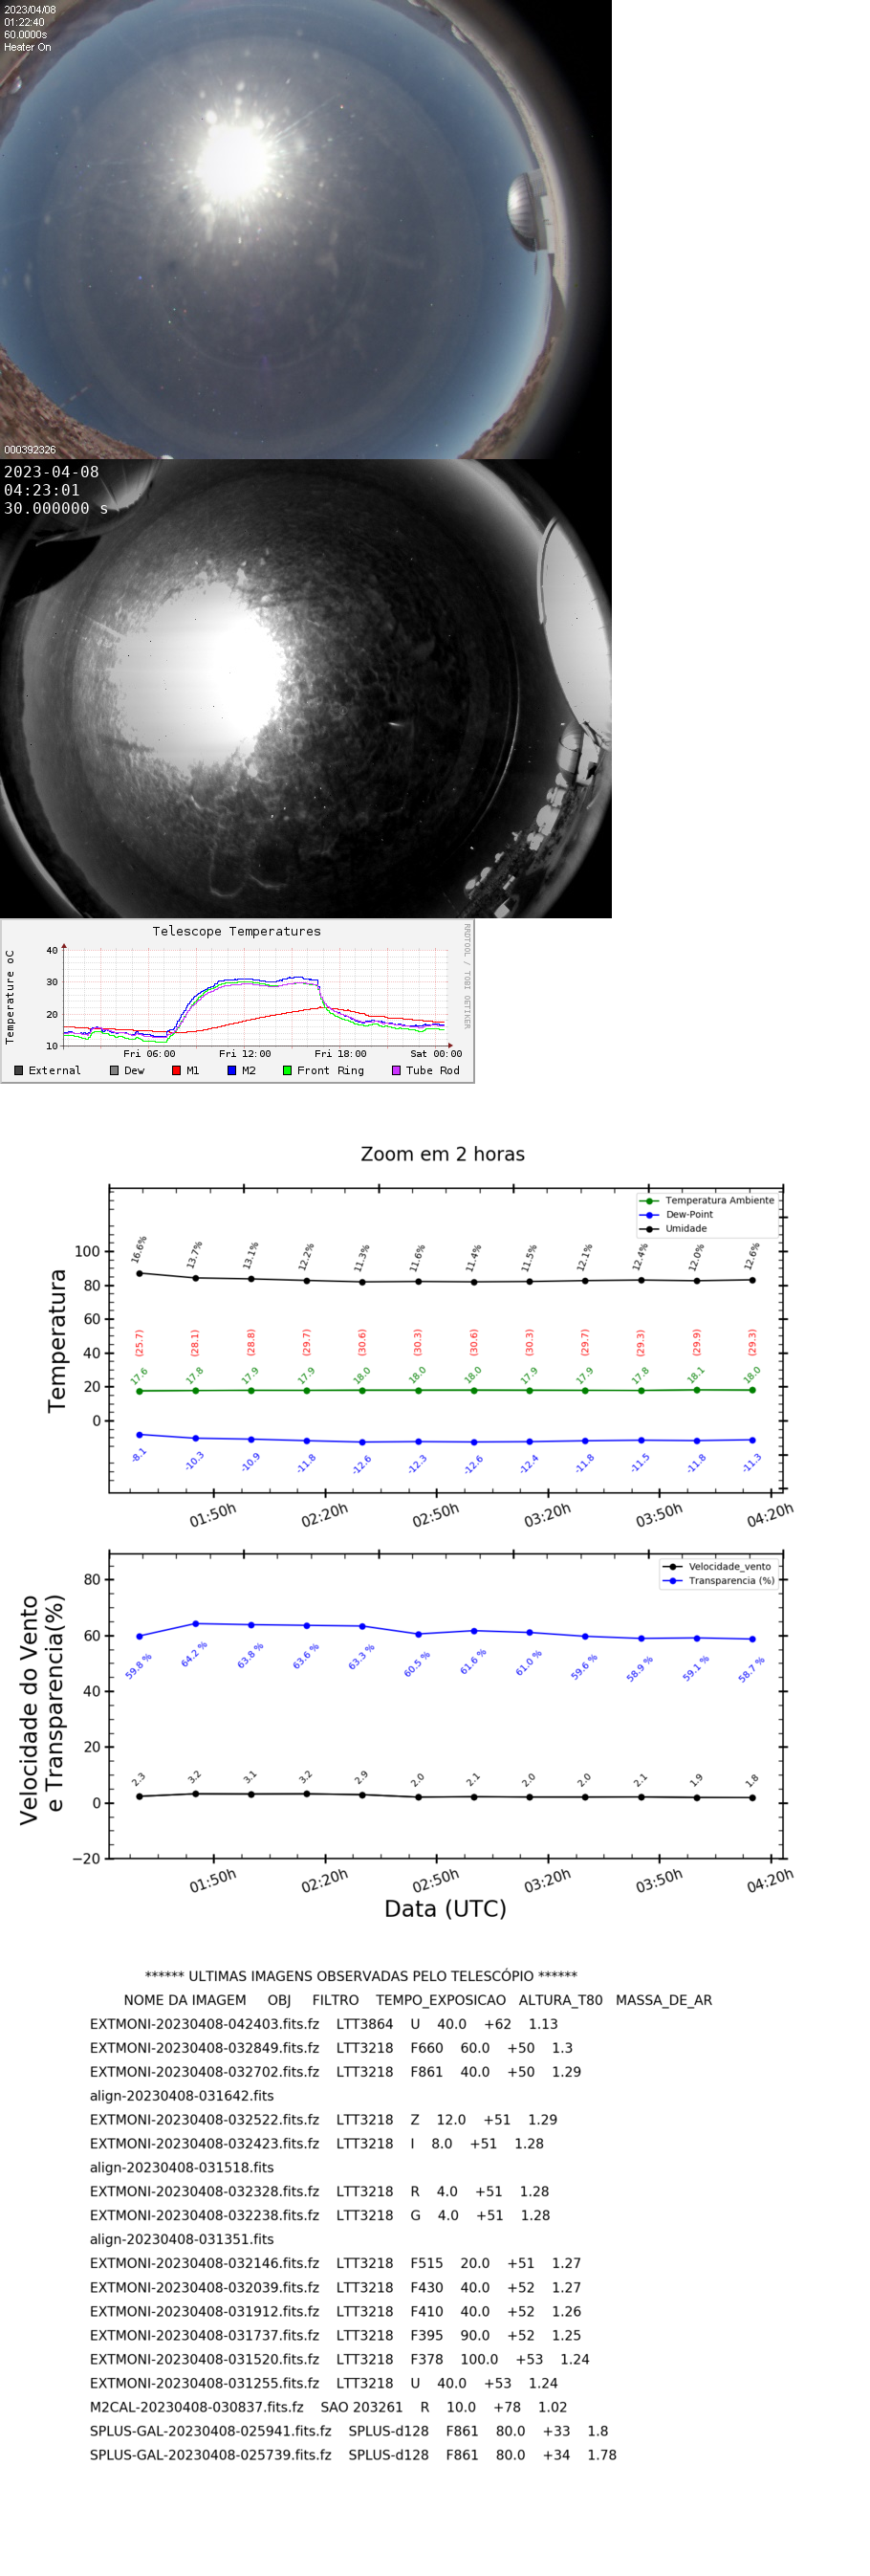 2023/04/08
01:22:40
60.0000s
Heater On
000392326
2023-04-08
04:23:01
30.000000 s
Telescope Temperatures
RRDTOOL / TOBI OETIKER
Temperature oC
40
30
20
10
Fri 06:00 Fri 12:00 Fri 18:00 Sat 00:00
External Dew M1 M2 Front Ring Tube Rod
Zoom em 2 horas
Temperatura Ambiente
Dew-Point
Umidade
Temperatura
100
80
60
40
20
0
16.6% 13.7% 13.1% 12.2% 11.3% 11.6% 11.4% 11.5% 12.1% 12.4% 12.0% 12.6%
(25.7) (28.1) (28.8) (29.7) (30.6) (30.3) (30.6) (30.3) (29.7) (29.3) (29.9) (29.3)
17.6 17.8 17.9 17.9 18.0 18.0 18.0 17.9 17.9 17.8 18.1 18.0
-8.1 -10.3 -10.9 -11.8 -12.6 -12.3 -12.6 -12.4 -11.8 -11.5 -11.8 -11.3
01:50h 02:20h 02:50h 03:20h 03:50h 04:20h
Velocidade_vento
Transparencia (%)
Velocidade do Vento
e Transparencia(%)
80
60
40
20
0
−20
59.8 % 64.2 % 63.8 % 63.6 % 63.3 % 60.5 % 61.6 % 61.0 % 59.6 % 58.9 % 59.1 % 58.7 %
2.3 3.2 3.1 3.2 2.9 2.0 2.1 2.0 2.0 2.1 1.9 1.8
01:50h 02:20h 02:50h 03:20h 03:50h 04:20h
Data (UTC)
****** ULTIMAS IMAGENS OBSERVADAS PELO TELESCÓPIO ******
NOME DA IMAGEM OBJ FILTRO TEMPO_EXPOSICAO ALTURA_T80 MASSA_DE_AR
EXTMONI-20230408-042403.fits.fz LTT3864 U 40.0 +62 1.13
EXTMONI-20230408-032849.fits.fz LTT3218 F660 60.0 +50 1.3
EXTMONI-20230408-032702.fits.fz LTT3218 F861 40.0 +50 1.29
align-20230408-031642.fits
EXTMONI-20230408-032522.fits.fz LTT3218 Z 12.0 +51 1.29
EXTMONI-20230408-032423.fits.fz LTT3218 I 8.0 +51 1.28
align-20230408-031518.fits
EXTMONI-20230408-032328.fits.fz LTT3218 R 4.0 +51 1.28
EXTMONI-20230408-032238.fits.fz LTT3218 G 4.0 +51 1.28
align-20230408-031351.fits
EXTMONI-20230408-032146.fits.fz LTT3218 F515 20.0 +51 1.27
EXTMONI-20230408-032039.fits.fz LTT3218 F430 40.0 +52 1.27
EXTMONI-20230408-031912.fits.fz LTT3218 F410 40.0 +52 1.26
EXTMONI-20230408-031737.fits.fz LTT3218 F395 90.0 +52 1.25
EXTMONI-20230408-031520.fits.fz LTT3218 F378 100.0 +53 1.24
EXTMONI-20230408-031255.fits.fz LTT3218 U 40.0 +53 1.24
M2CAL-20230408-030837.fits.fz SAO 203261 R 10.0 +78 1.02
SPLUS-GAL-20230408-025941.fits.fz SPLUS-d128 F861 80.0 +33 1.8
SPLUS-GAL-20230408-025739.fits.fz SPLUS-d128 F861 80.0 +34 1.78